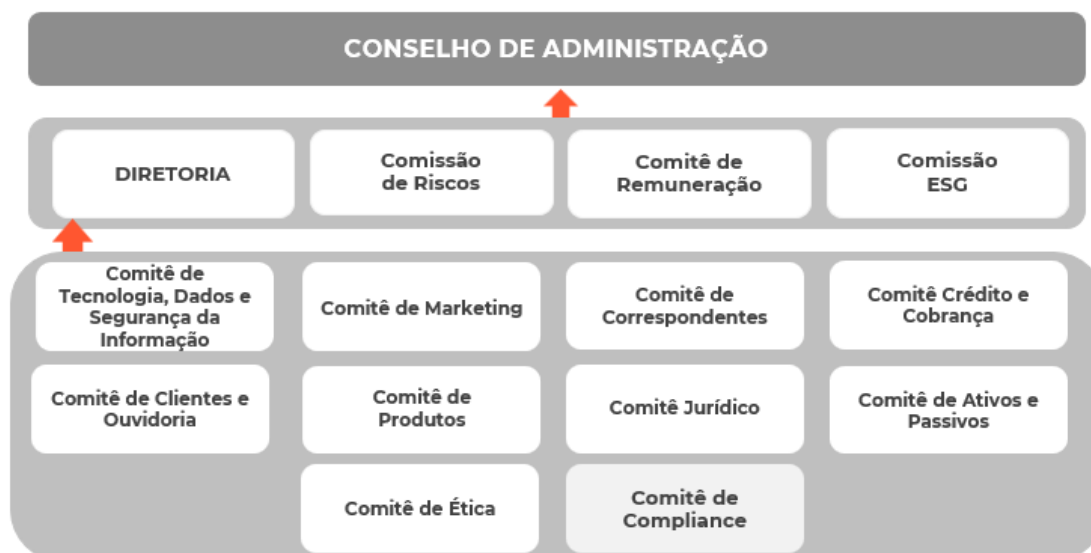 CONSELHO DE ADMINISTRAÇÃO
DIRETORIA
Comissão
de Riscos
Comitê de
Remuneração
Comissão
ESG
Comitê de
Tecnologia, Dados e
Segurança da
Informação
Comitê de Marketing
Comitê de
Correspondentes
Comitê Crédito e
Cobrança
Comitê de Clientes e
Ouvidoria
Comitê de
Produtos
Comitê Jurídico
Comitê de Ativos e
Passivos
Comitê de Ética
Comitê de
Compliance